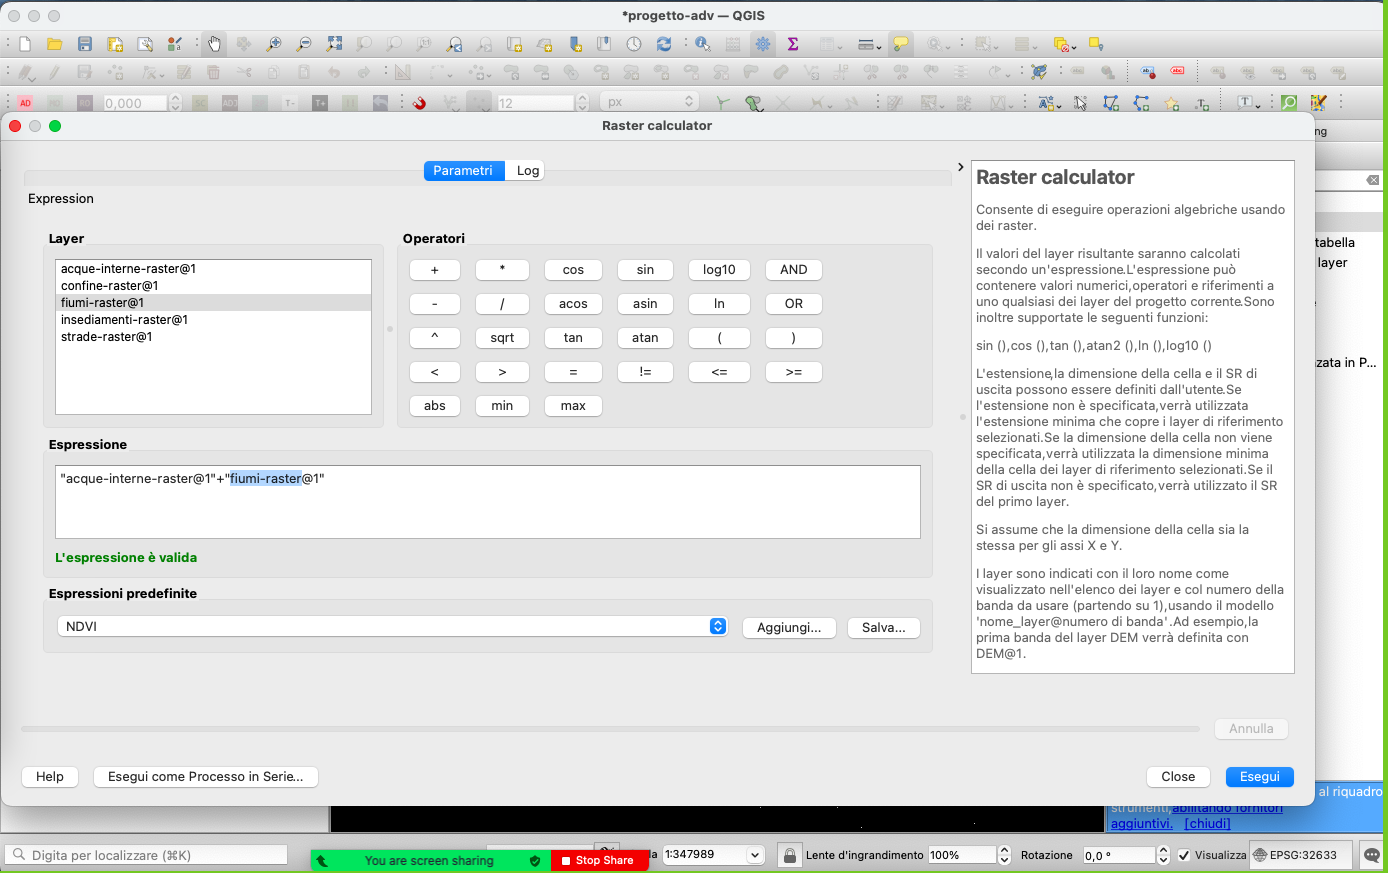 *progetto-adv — QGIS
AD
0,000
T-
T+
12
px
abc
abc
T
Raster calculator
ng
Parametri
Log
Expression
Layer
acque-interne-raster@1
confine-raster@1
fiumi-raster@1
insediamenti-raster@1
strade-raster@1
Operatori
+ * cos sin log10 AND
- / acos asin ln OR
^ sqrt tan atan ( )
< > = != <= >=
abs min max
Espressione
"acque-interne-raster@1"+"fiumi-raster@1"
L'espressione è valida
Espressioni predefinite
NDVI
Aggiungi...
Salva...
Raster calculator
Consente di eseguire operazioni algebriche usando
dei raster.
Il valori del layer risultante saranno calcolati
secondo un'espressione.L'espressione può
contenere valori numerici,operatori e riferimenti a
uno qualsiasi dei layer del progetto corrente.Sono
inoltre supportate le seguenti funzioni:
sin (),cos (),tan (),atan2 (),ln (),log10 ()
L'estensione,la dimensione della cella e il SR di
uscita possono essere definiti dall'utente.Se
l'estensione non è specificata,verrà utilizzata
l'estensione minima che copre i layer di riferimento
selezionati.Se la dimensione della cella non viene
specificata,verrà utilizzata la dimensione minima
della cella dei layer di riferimento selezionati.Se il
SR di uscita non è specificato,verrà utilizzato il SR
del primo layer.
Si assume che la dimensione della cella sia la
stessa per gli assi X e Y.
I layer sono indicati con il loro nome come
visualizzato nell'elenco dei layer e col numero della
banda da usare (partendo su 1),usando il modello
'nome_layer@numero di banda'.Ad esempio,la
prima banda del layer DEM verrà definita con
DEM@1.
tabella
layer
zata in P...
Annulla
Help
Esegui come Processo in Serie...
Close
Esegui
al riquadro
strumenti,abilitando fornitori
aggiuntivi. [chiudi]
Digita per localizzare (⌘K)
You are screen sharing
Stop Share
la
1:347989
Lente d'ingrandimento
100%
Rotazione
0,0 °
Visualizza
EPSG:32633